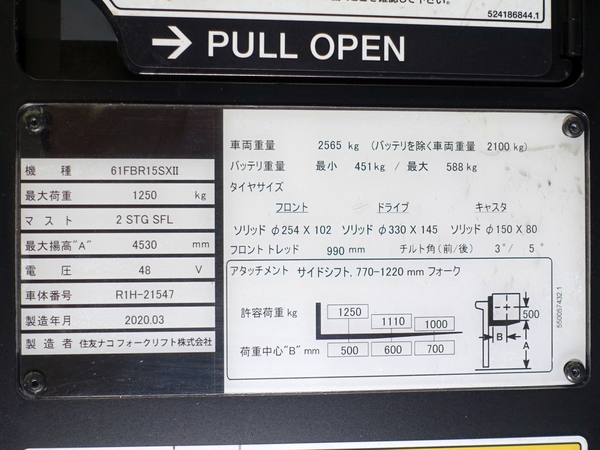 524186844.1
→ PULL OPEN
機 種 61FBR15SXII
最大荷重 1250 kg
マスト 2 STG SFL
最大揚高"A" 4530 mm
電 圧 48 V
車体番号 R1H-21547
製造年月 2020.03
製造者 住友ナコフォークリフト株式会社
車両重量 2565 kg (バッテリを除く車両重量 2100 kg)
バッテリ重量 最小 451 kg / 最大 588 kg
タイヤサイズ
フロント ドライブ キャスタ
ソリッド φ254 X 102 ソリッド φ330 X 145 ソリッド φ150 X 80
フロントトレッド 990 mm チルト角(前/後) 3°/ 5°
アタッチメント サイドシフト, 770-1220 mm フォーク
許容荷重 kg 1250 1110 1000
荷重中心"B" mm 500 600 700
500
B
A
550057432.1